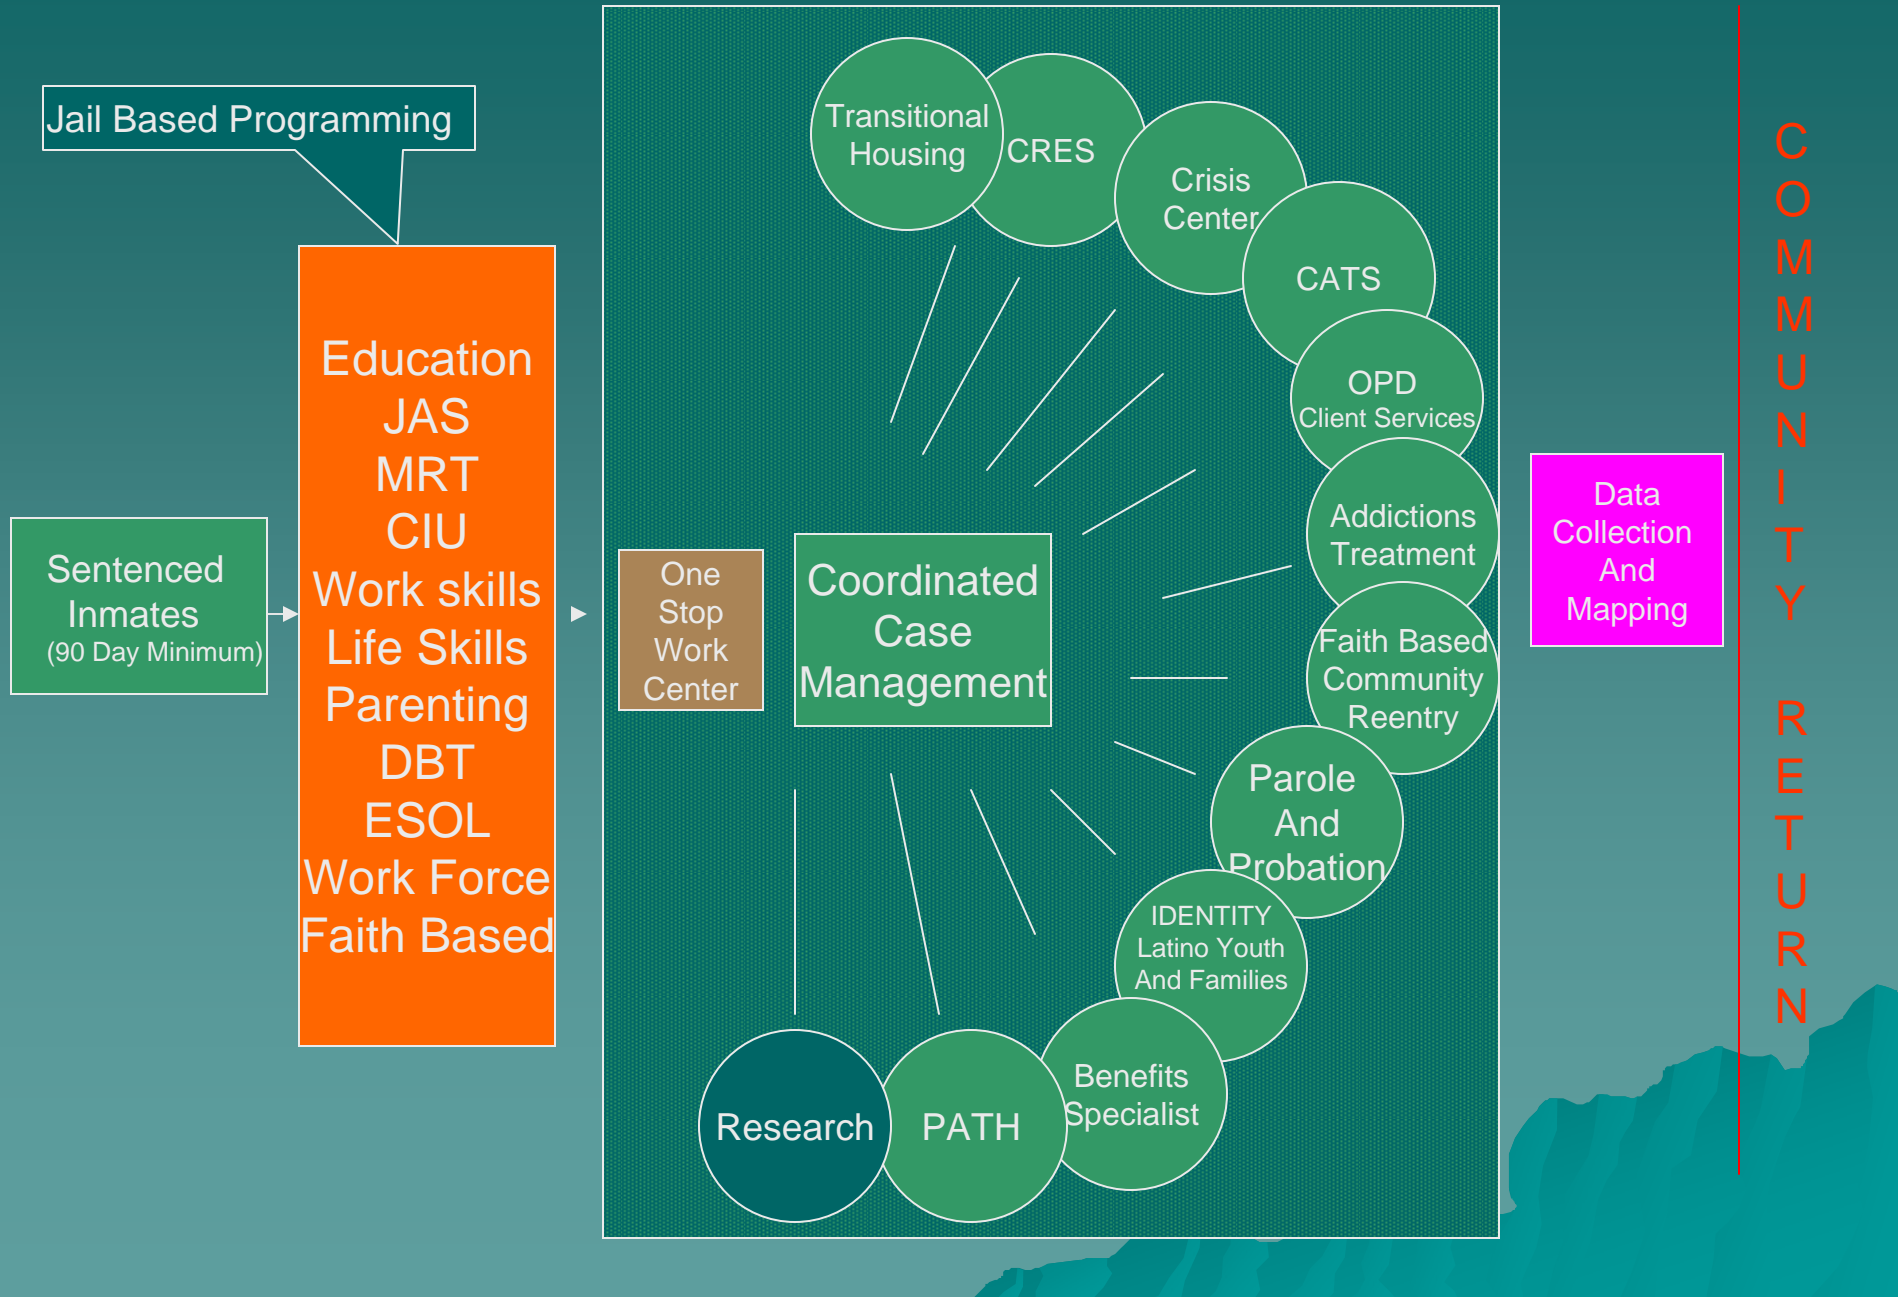 Jail Based Programming
Sentenced
Inmates
(90 Day Minimum)
Education
JAS
MRT
CIU
Work skills
Life Skills
Parenting
DBT
ESOL
Work Force
Faith Based
One
Stop
Work
Center
Coordinated
Case
Management
Transitional
Housing
CRES
Crisis
Center
CATS
OPD
Client Services
Addictions
Treatment
Faith Based
Community
Reentry
Parole
And
Probation
IDENTITY
Latino Youth
And Families
Benefits
Specialist
PATH
Research
Data
Collection
And
Mapping
C
O
M
M
U
N
I
T
Y
R
E
T
U
R
N